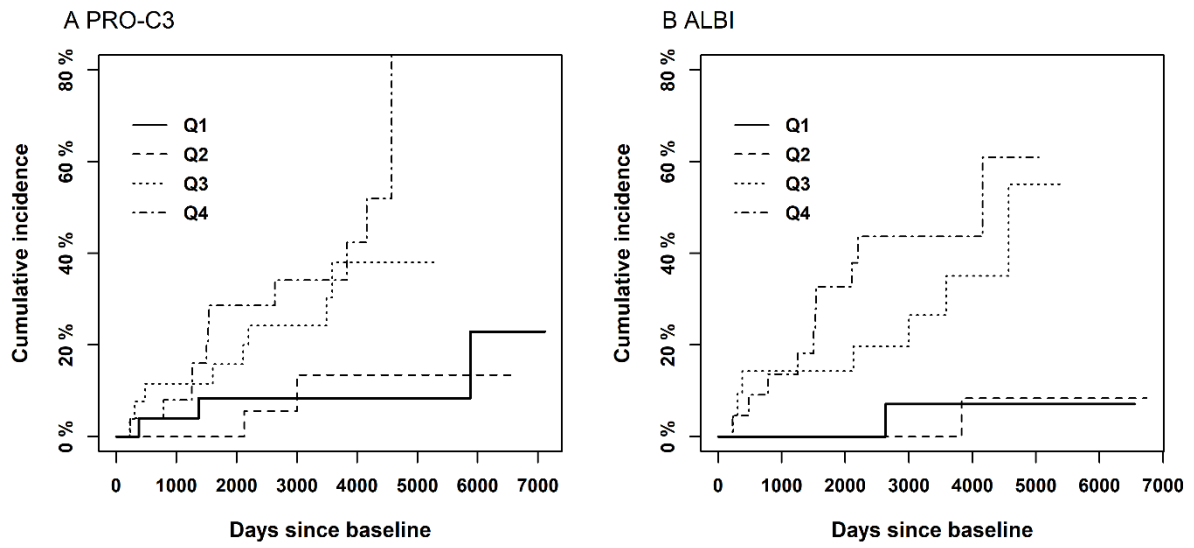 A PRO-C3
Cumulative incidence
80 %
60 %
40 %
20 %
0 %
Q1
Q2
Q3
Q4
0 1000 2000 3000 4000 5000 6000 7000
Days since baseline
B ALBI
Cumulative incidence
80 %
60 %
40 %
20 %
0 %
Q1
Q2
Q3
Q4
0 1000 2000 3000 4000 5000 6000 7000
Days since baseline